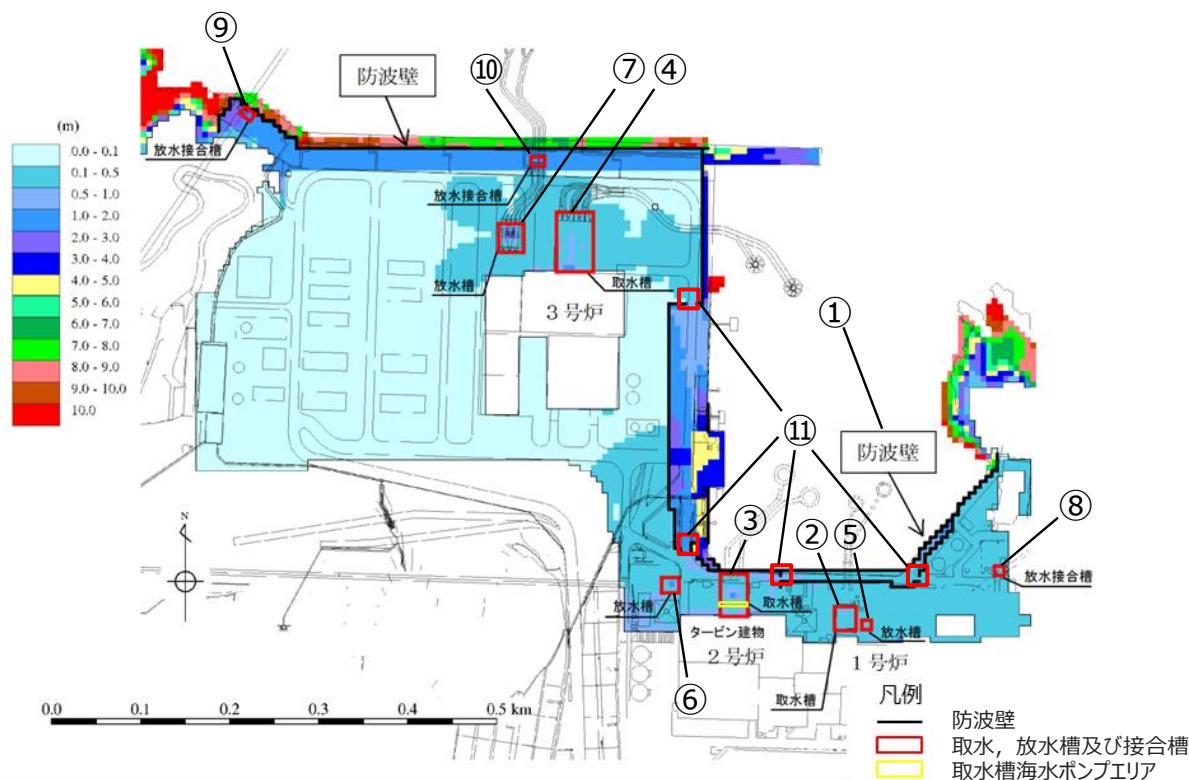 ⑨
防波壁
⑩
⑦
④
(m)
0.0 - 0.1
0.1 - 0.5
0.5 - 1.0
1.0 - 2.0
2.0 - 3.0
3.0 - 4.0
4.0 - 5.0
5.0 - 6.0
6.0 - 7.0
7.0 - 8.0
8.0 - 9.0
9.0 - 10.0
10.0
放水接合槽
放水接合槽
放水槽
取水槽
3号炉
①
⑪
防波壁
N
③
②
⑤
⑧
放水接合槽
放水槽
取水槽
放水槽
タービン建物
2号炉
1号炉
⑥
取水槽
0.0
0.1
0.2
0.3
0.4
0.5 km
凡例
防波壁
取水，放水槽及び接合槽
取水槽海水ポンプエリア